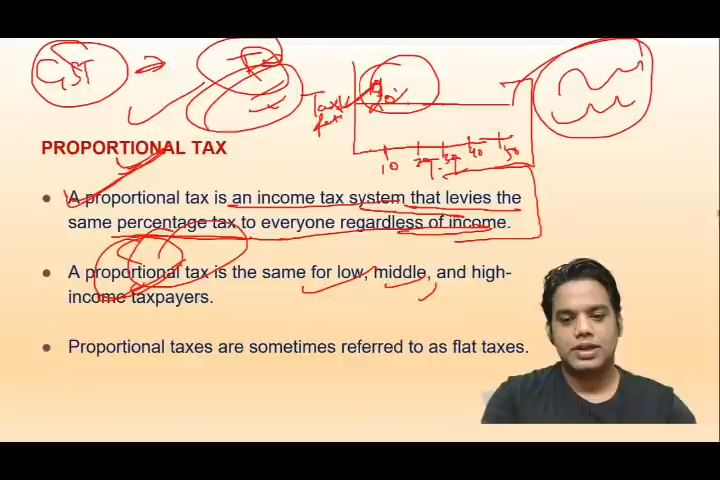 GST
Tax
10%
10 20 30 40 50
PROPORTIONAL TAX
A proportional tax is an income tax system that levies the
same percentage tax to everyone regardless of income.
A proportional tax is the same for low, middle, and high-
income taxpayers.
Proportional taxes are sometimes referred to as flat taxes.